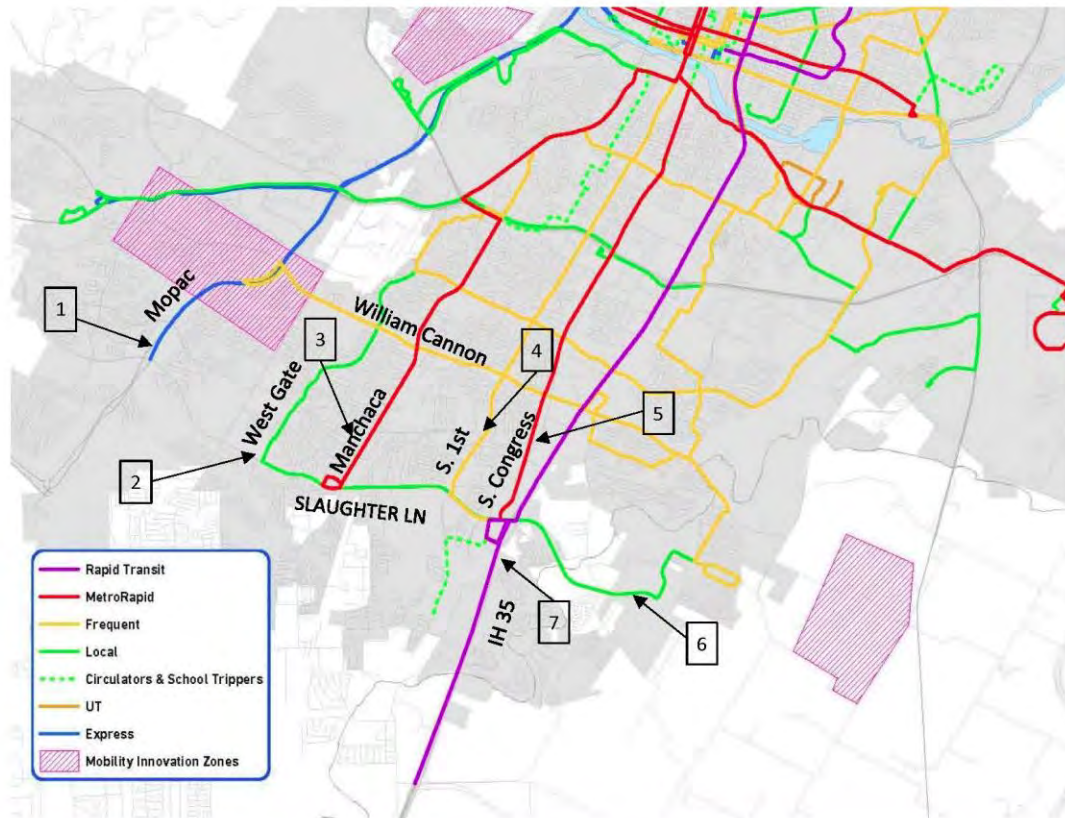 1
Mopac
William Cannon
3
4
West Gate
Manchaca
5
S. 1st
S. Congress
2
SLAUGHTER LN
7
6
IH 35
Rapid Transit
MetroRapid
Frequent
Local
Circulators & School Trippers
UT
Express
Mobility Innovation Zones